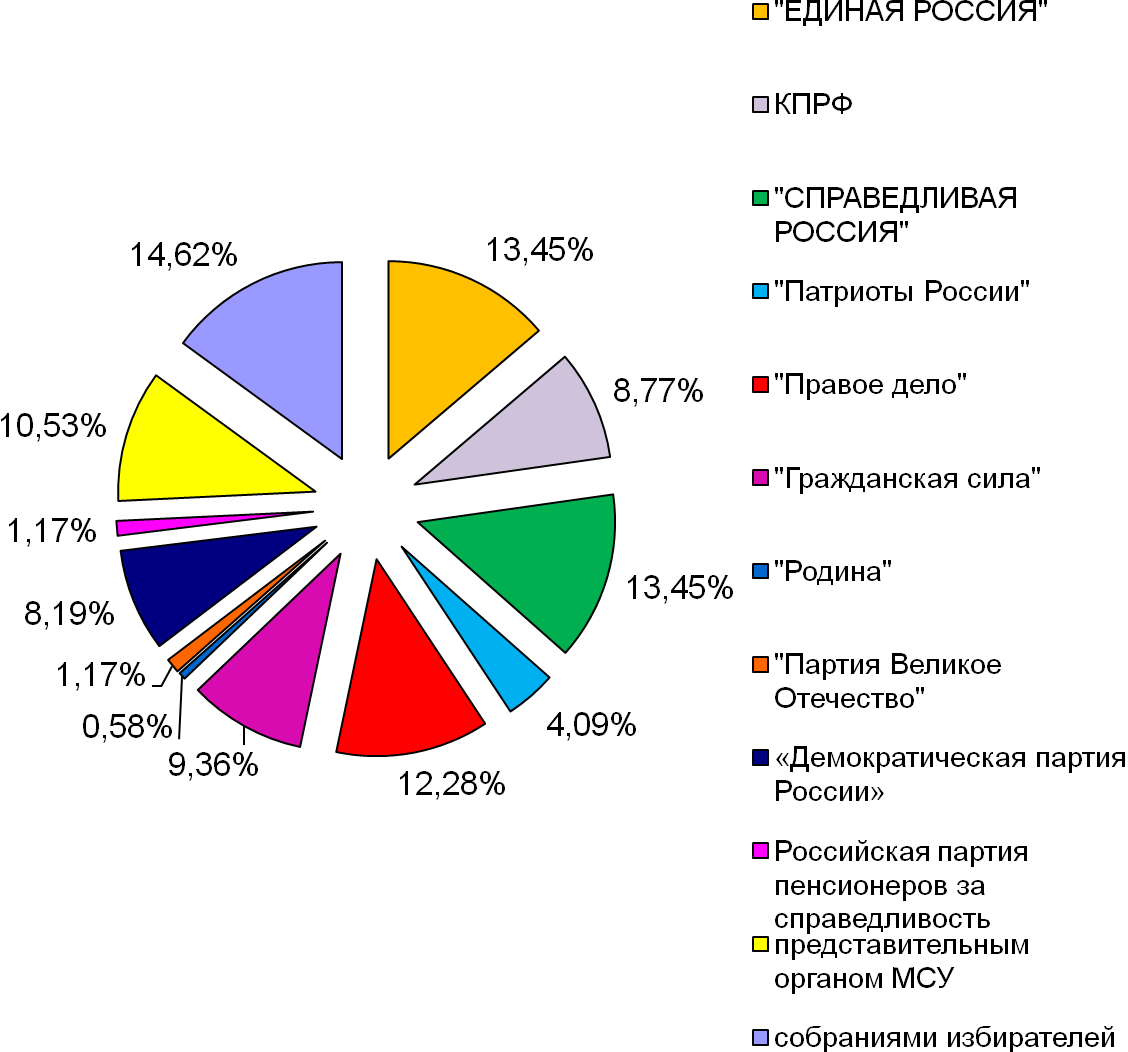 14,62%
13,45%
8,77%
10,53%
1,17%
13,45%
8,19%
1,17%
0,58%
4,09%
9,36%
12,28%
"ЕДИНАЯ РОССИЯ"
КПРФ
"СПРАВЕДЛИВАЯ
РОССИЯ"
"Патриоты России"
"Правое дело"
"Гражданская сила"
"Родина"
"Партия Великое
Отечество"
«Демократическая партия
России»
Российская партия
пенсионеров за
справедливость
представительным
органом МСУ
собраниями избирателей